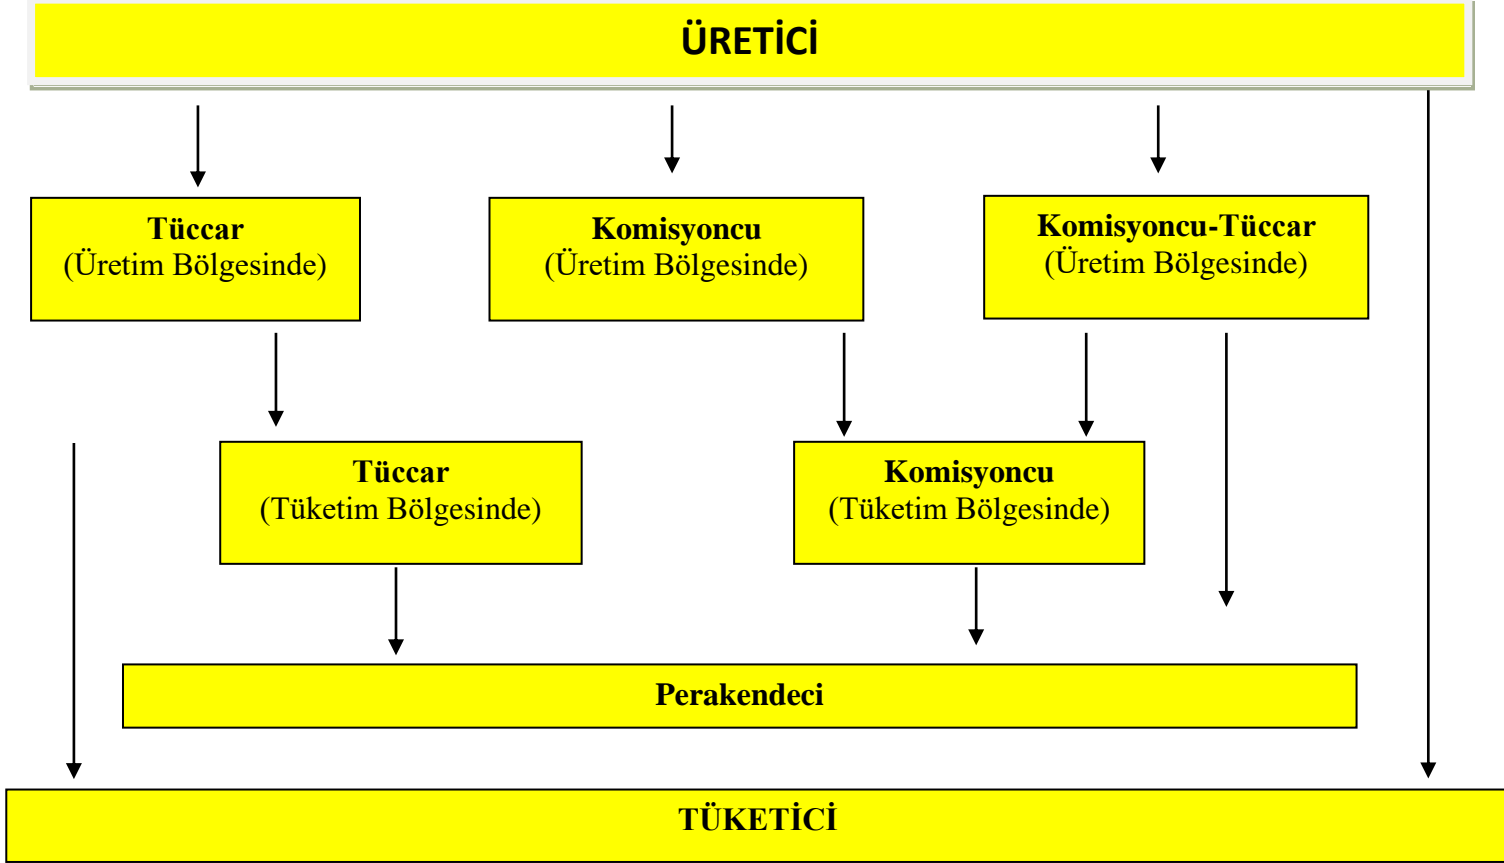 ÜRETİCİ
Tüccar
(Üretim Bölgesinde)
Komisyoncu
(Üretim Bölgesinde)
Komisyoncu-Tüccar
(Üretim Bölgesinde)
Tüccar
(Tüketim Bölgesinde)
Komisyoncu
(Tüketim Bölgesinde)
Perakendeci
TÜKETİCİ